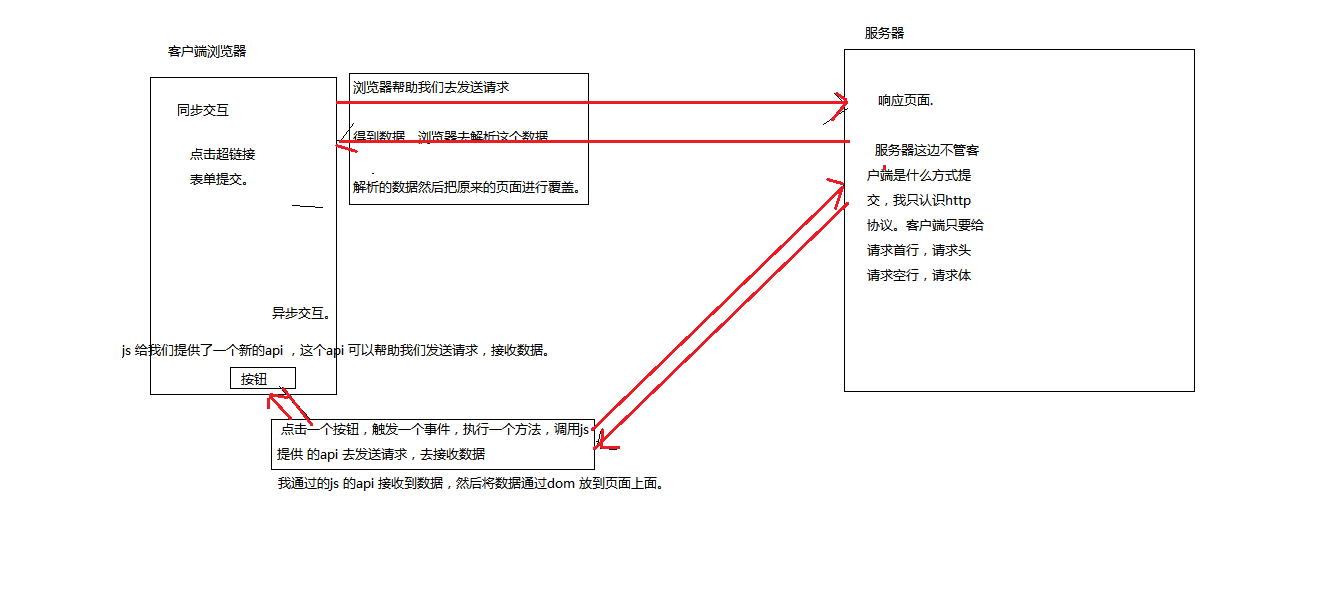 客户端浏览器
同步交互
点击超链接
表单提交。
浏览器帮助我们去发送请求
得到数据，浏览器去解析这个数据
解析的数据然后把原来的页面进行覆盖。
服务器
响应页面.
服务器这边不管客
户端是什么方式提
交，我只认识http
协议。客户端只要给
请求首行，请求头
请求空行，请求体
异步交互。
js 给我们提供了一个新的api ，这个api 可以帮助我们发送请求，接收数据。
按钮
点击一个按钮，触发一个事件，执行一个方法，调用js
提供 的api 去发送请求，去接收数据
我通过的js 的api 接收到数据，然后将数据通过dom 放到页面上面。